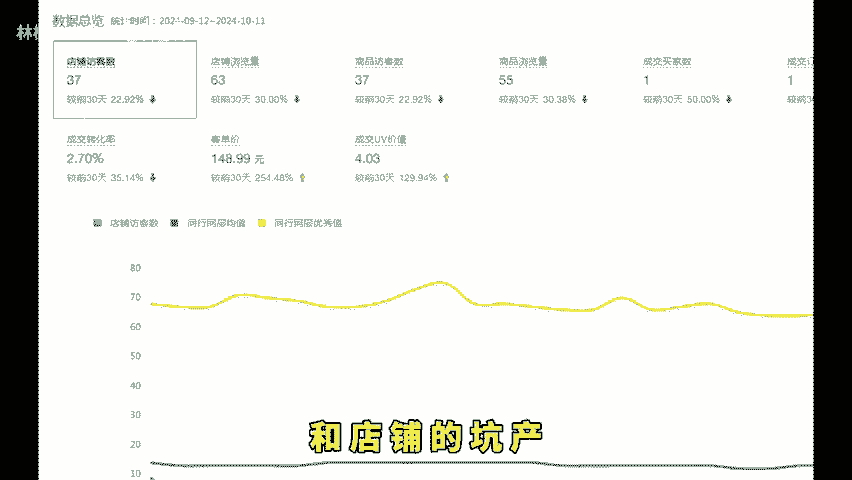 数据总览 统计时间：2024-09-12~2024-10-11
林
店铺访客数 店铺浏览量 商品访客数 商品浏览量 成交买家数 成交订
37 63 37 55 1 1
较前30天 22.92% 较前30天 30.00% 较前30天 22.92% 较前30天 30.38% 较前30天 50.00% 较前30
成交转化率 客单价 成交UV价值
2.70% 148.99 元 4.03
较前30天 35.14% 较前30天 254.48% 较前30天 129.94%
店铺访客数 同行同层均值 同行同层优秀值
80
70
60
50
40
30
20
10
和店铺的坑产